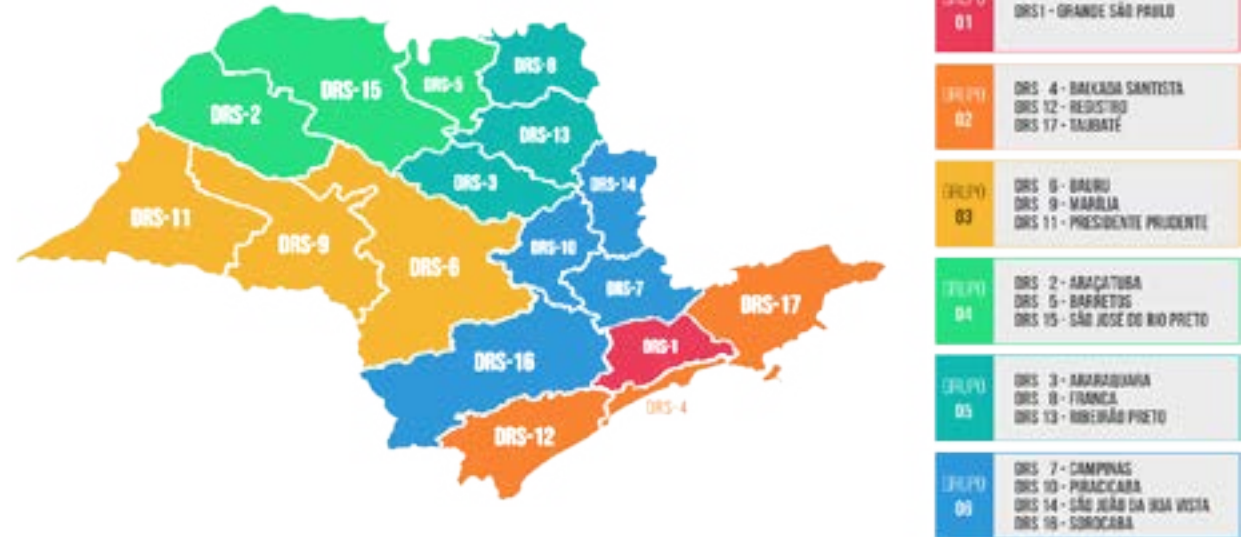 DRS-8
DRS-15
DRS-5
DRS-2
DRS-13
DRS-3
DRS-14
DRS-11
DRS-9
DRS-10
DRS-6
DRS-7
DRS-17
DRS-1
DRS-16
DRS-4
DRS-12
01
DRS1 - GRANDE SÃO PAULO
GRUPO
02
DRS 4 - BAIXADA SANTISTA
DRS 12 - REGISTRO
DRS 17 - TAUBATÉ
GRUPO
03
DRS 6 - BAURU
DRS 9 - MARÍLIA
DRS 11 - PRESIDENTE PRUDENTE
GRUPO
04
DRS 2 - ARAÇATUBA
DRS 5 - BARRETOS
DRS 15 - SÃO JOSÉ DO RIO PRETO
GRUPO
05
DRS 3 - ARARAQUARA
DRS 8 - FRANCA
DRS 13 - RIBEIRÃO PRETO
GRUPO
06
DRS 7 - CAMPINAS
DRS 10 - PIRACICABA
DRS 14 - SÃO JOÃO DA BOA VISTA
DRS 16 - SOROCABA